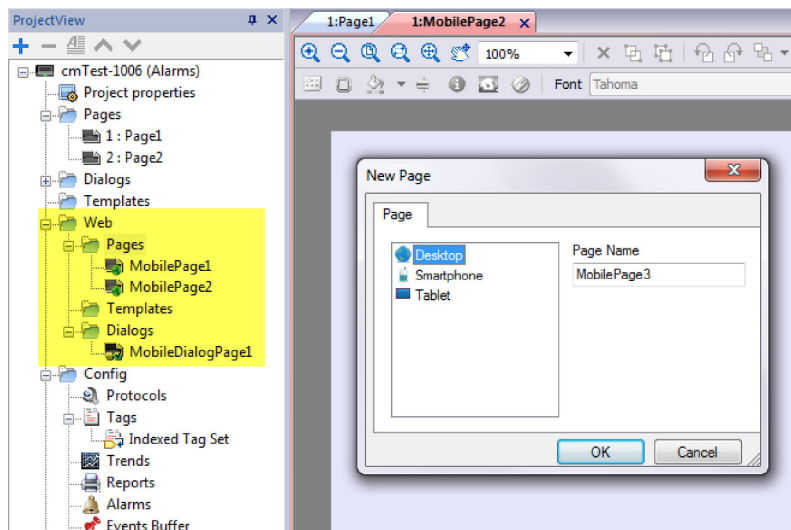 ProjectView
cmTest-1006 (Alarms)
Project properties
Pages
1 : Page1
2 : Page2
Dialogs
Templates
Web
Pages
MobilePage1
MobilePage2
Templates
Dialogs
MobileDialogPage1
Config
Protocols
Tags
Indexed Tag Set
Trends
Reports
Alarms
Events Buffer
1:Page1 1:MobilePage2
100%
Font Tahoma
New Page
Page
Desktop
Smartphone
Tablet
Page Name
MobilePage3
OK Cancel